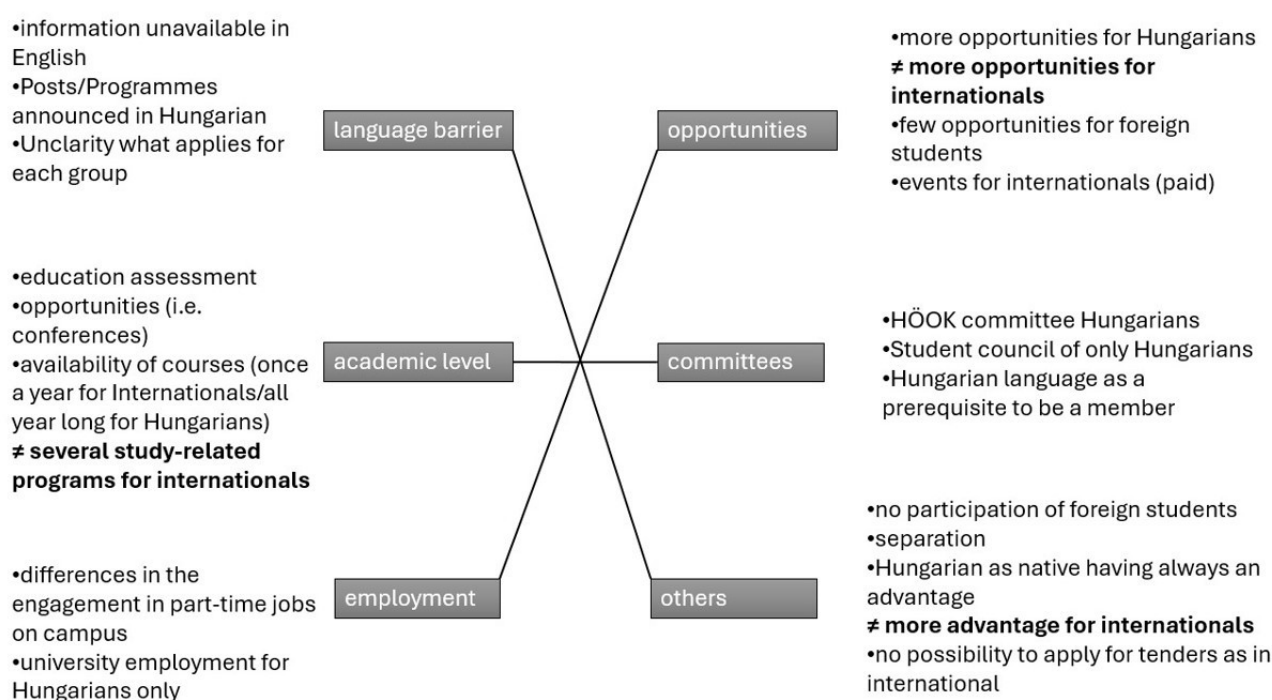 •information unavailable in
English
•Posts/Programmes
announced in Hungarian
•Unclarity what applies for
each group
language barrier
opportunities
•more opportunities for Hungarians
≠ more opportunities for
internationals
•few opportunities for foreign
students
•events for internationals (paid)
•education assessment
•opportunities (i.e.
conferences)
•availability of courses (once
a year for Internationals/all
year long for Hungarians)
≠ several study-related
programs for internationals
academic level
committees
•HÖOK committee Hungarians
•Student council of only Hungarians
•Hungarian language as a
prerequisite to be a member
•differences in the
engagement in part-time jobs
on campus
•university employment for
Hungarians only
employment
others
•no participation of foreign students
•separation
•Hungarian as native having always an
advantage
≠ more advantage for internationals
•no possibility to apply for tenders as in
international